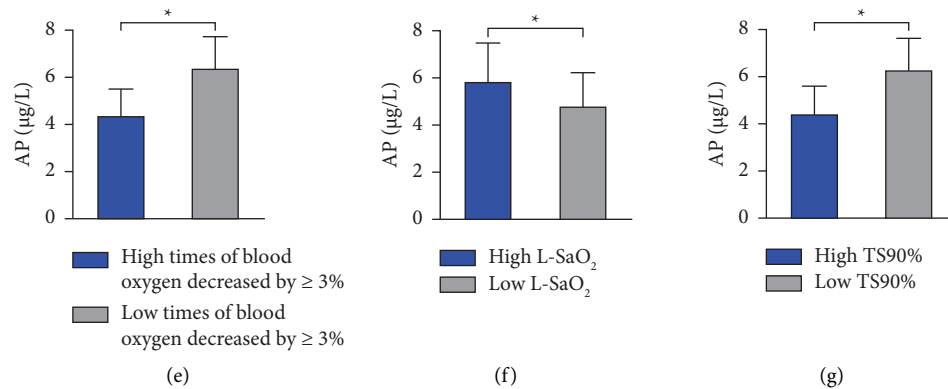 *
8
6
4
2
0
AP (µg/L)
High times of blood
oxygen decreased by ≥ 3%
Low times of blood
oxygen decreased by ≥ 3%
(e)
*
8
6
4
2
0
AP (µg/L)
High L-SaO₂
Low L-SaO₂
(f)
*
8
6
4
2
0
AP (µg/L)
High TS90%
Low TS90%
(g)